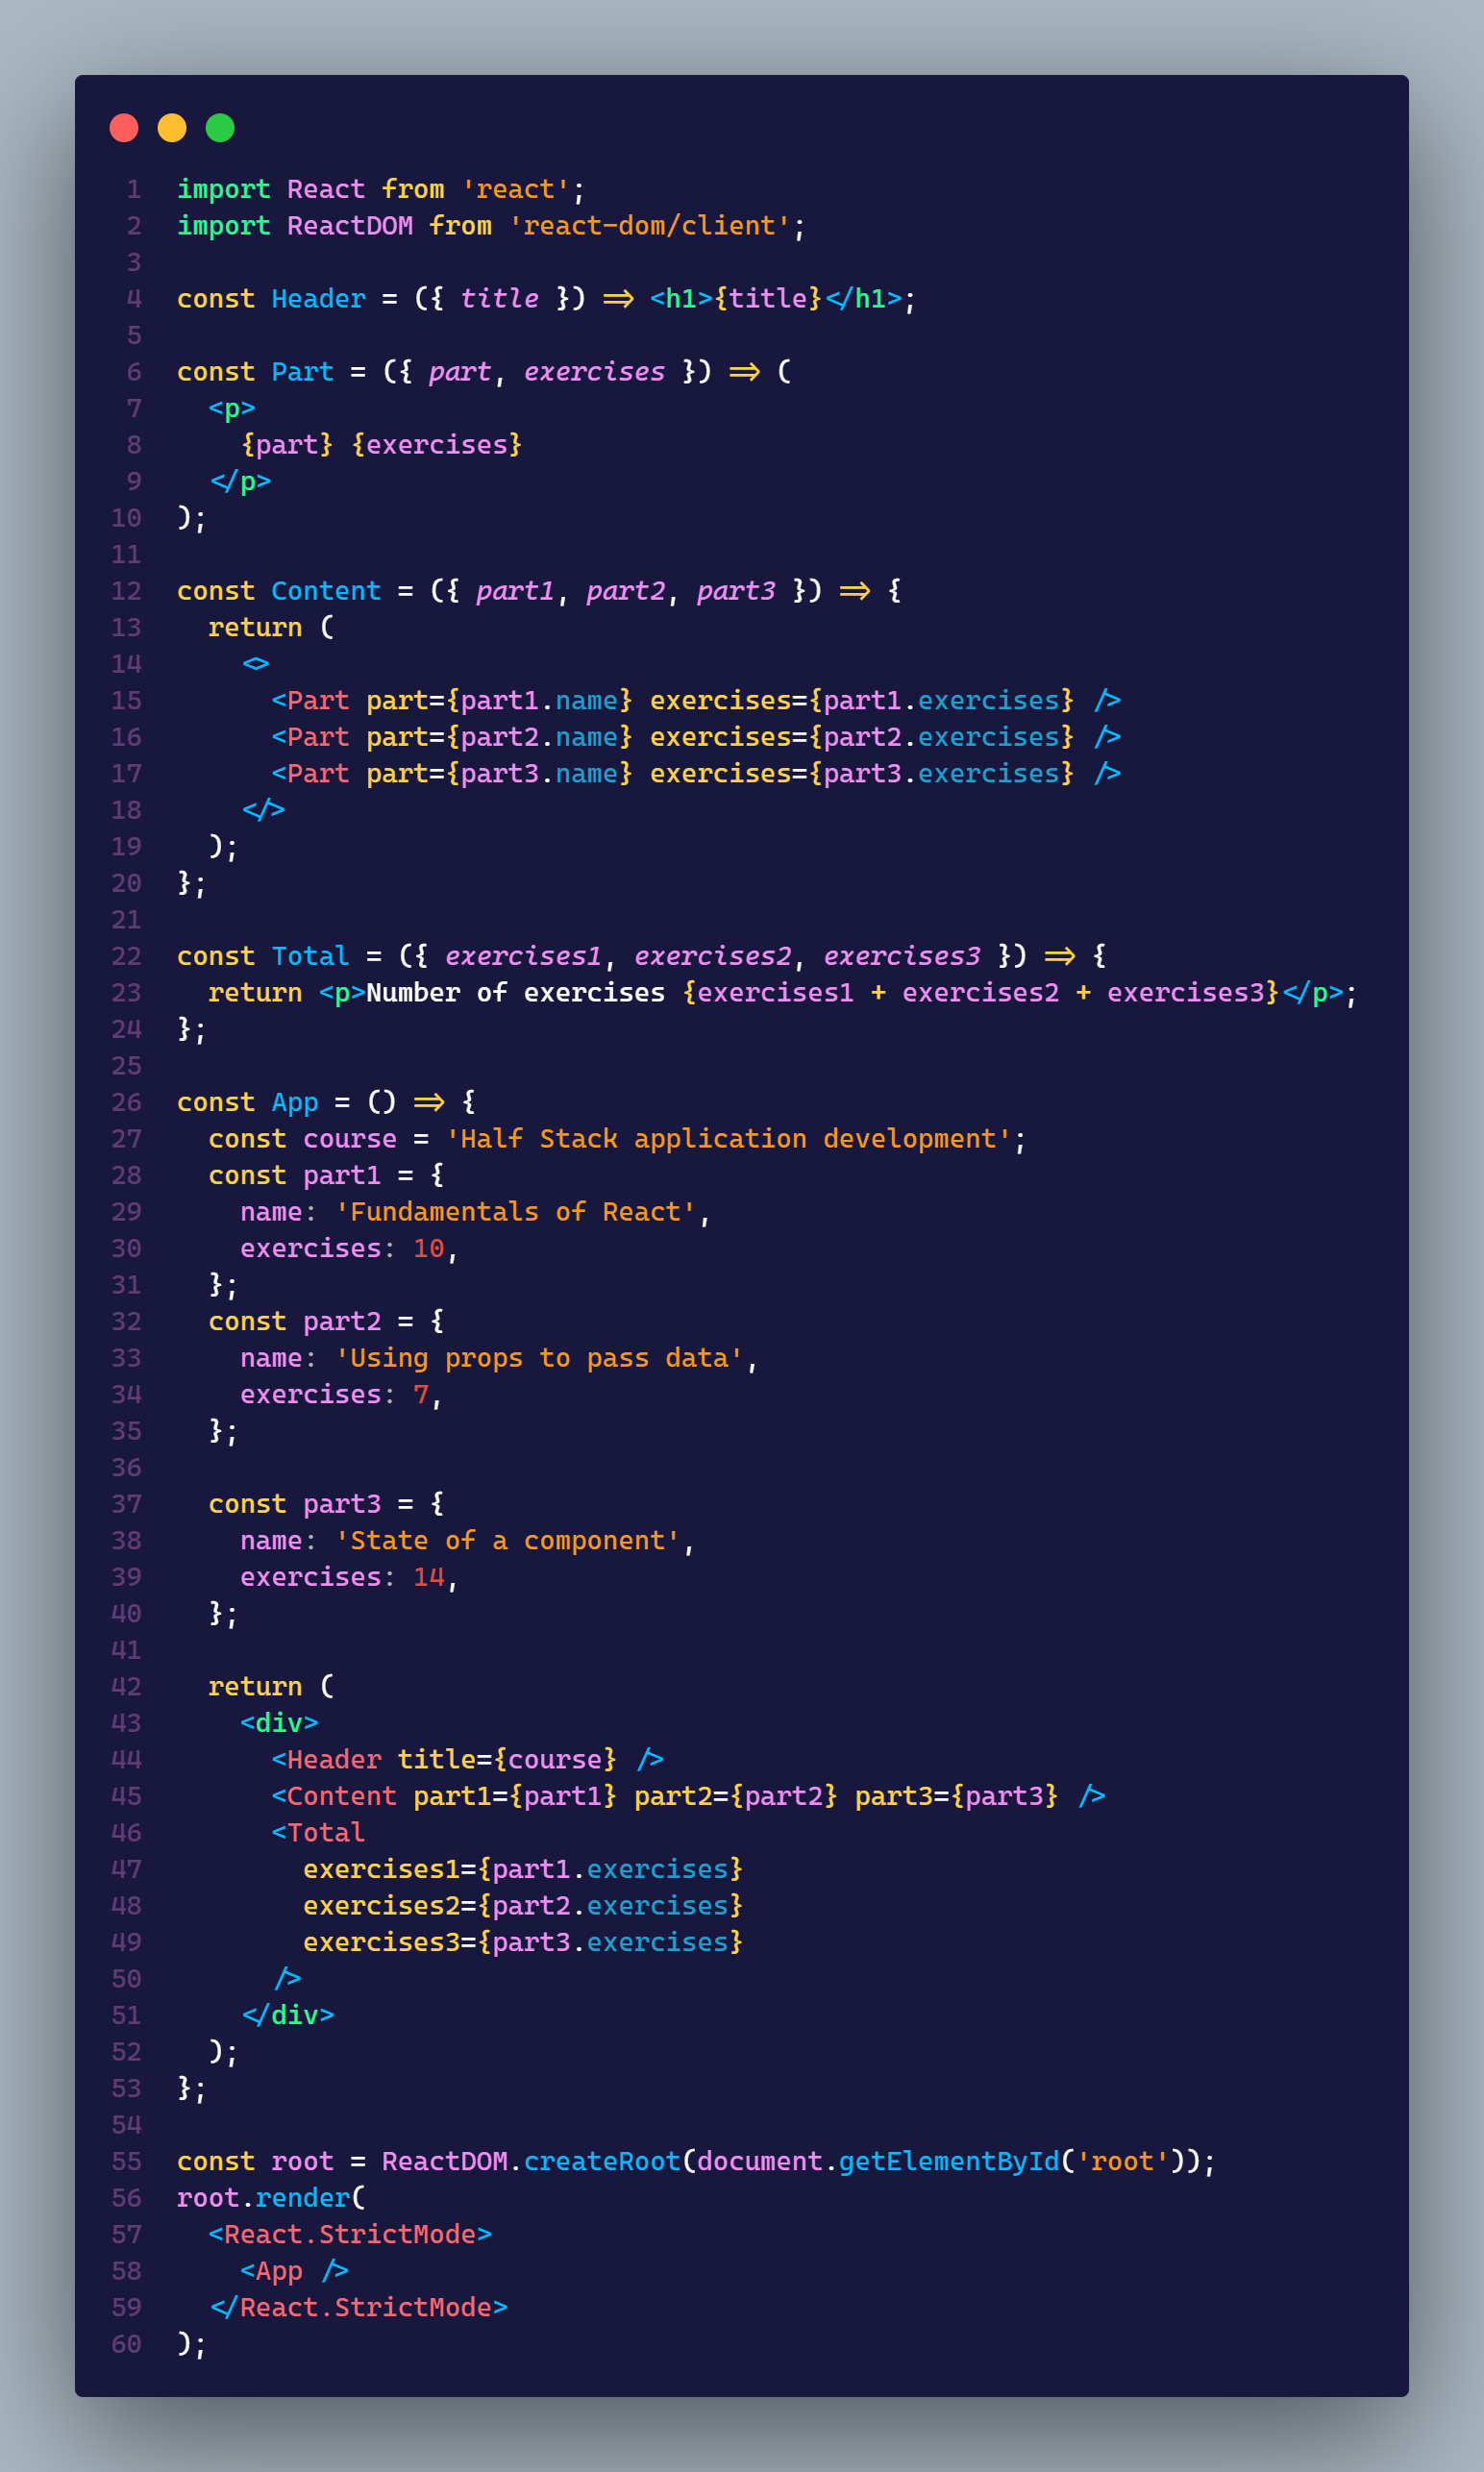 1 import React from 'react';
2 import ReactDOM from 'react-dom/client';
3
4 const Header = ({ title }) => <h1>{title}</h1>;
5
6 const Part = ({ part, exercises }) => (
7   <p>
8     {part} {exercises}
9   </p>
10 );
11
12 const Content = ({ part1, part2, part3 }) => {
13   return (
14     <>
15       <Part part={part1.name} exercises={part1.exercises} />
16       <Part part={part2.name} exercises={part2.exercises} />
17       <Part part={part3.name} exercises={part3.exercises} />
18     </>
19   );
20 };
21
22 const Total = ({ exercises1, exercises2, exercises3 }) => {
23   return <p>Number of exercises {exercises1 + exercises2 + exercises3}</p>;
24 };
25
26 const App = () => {
27   const course = 'Half Stack application development';
28   const part1 = {
29     name: 'Fundamentals of React',
30     exercises: 10,
31   };
32   const part2 = {
33     name: 'Using props to pass data',
34     exercises: 7,
35   };
36
37   const part3 = {
38     name: 'State of a component',
39     exercises: 14,
40   };
41
42   return (
43     <div>
44       <Header title={course} />
45       <Content part1={part1} part2={part2} part3={part3} />
46       <Total
47         exercises1={part1.exercises}
48         exercises2={part2.exercises}
49         exercises3={part3.exercises}
50       />
51     </div>
52   );
53 };
54
55 const root = ReactDOM.createRoot(document.getElementById('root'));
56 root.render(
57   <React.StrictMode>
58     <App />
59   </React.StrictMode>
60 );